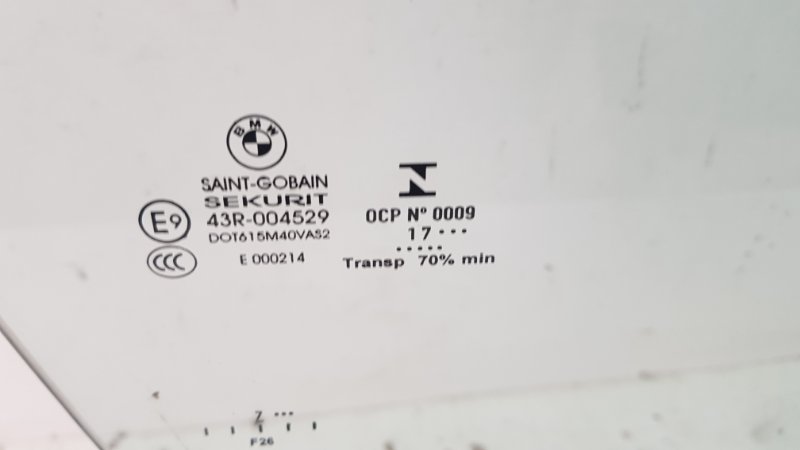 BMW
SAINT-GOBAIN
SEKURIT
E9
43R-004529
DOT615M40VAS2
CCC
E 000214
N
OCP Nº 0009
17 •••
•••••
Transp 70% min
7 •••
F26